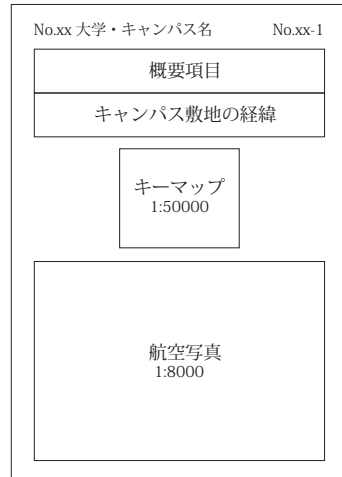 No.xx 大学・キャンパス名 No.xx-1
概要項目
キャンパス敷地の経緯
キーマップ
1:50000
航空写真
1:8000